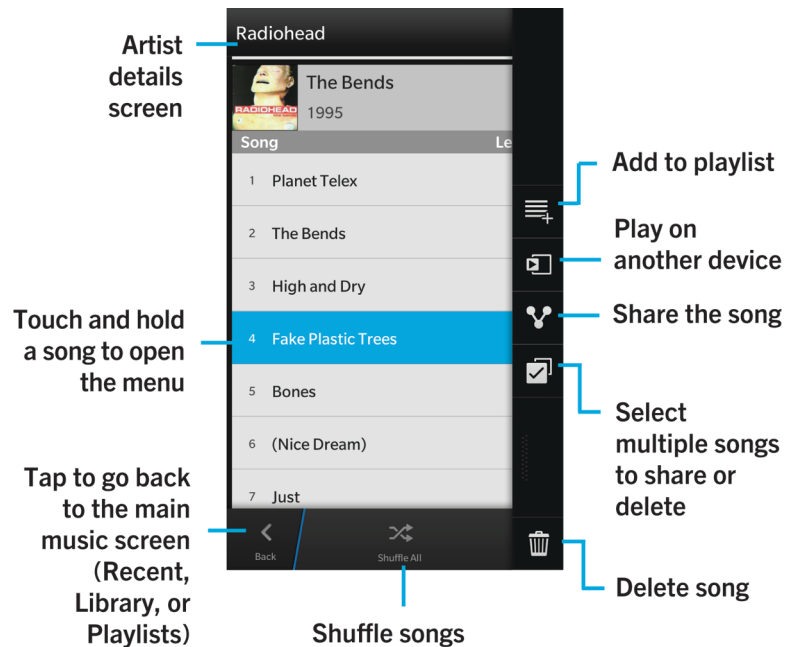 Artist
details
screen
Radiohead
RADIOHEAD
The Bends
1995
Song
Le
1 Planet Telex
2 The Bends
3 High and Dry
4 Fake Plastic Trees
5 Bones
6 (Nice Dream)
7 Just
Back
Shuffle All
Touch and hold
a song to open
the menu
Tap to go back
to the main
music screen
(Recent,
Library, or
Playlists)
Shuffle songs
Add to playlist
Play on
another device
Share the song
Select
multiple songs
to share or
delete
Delete song